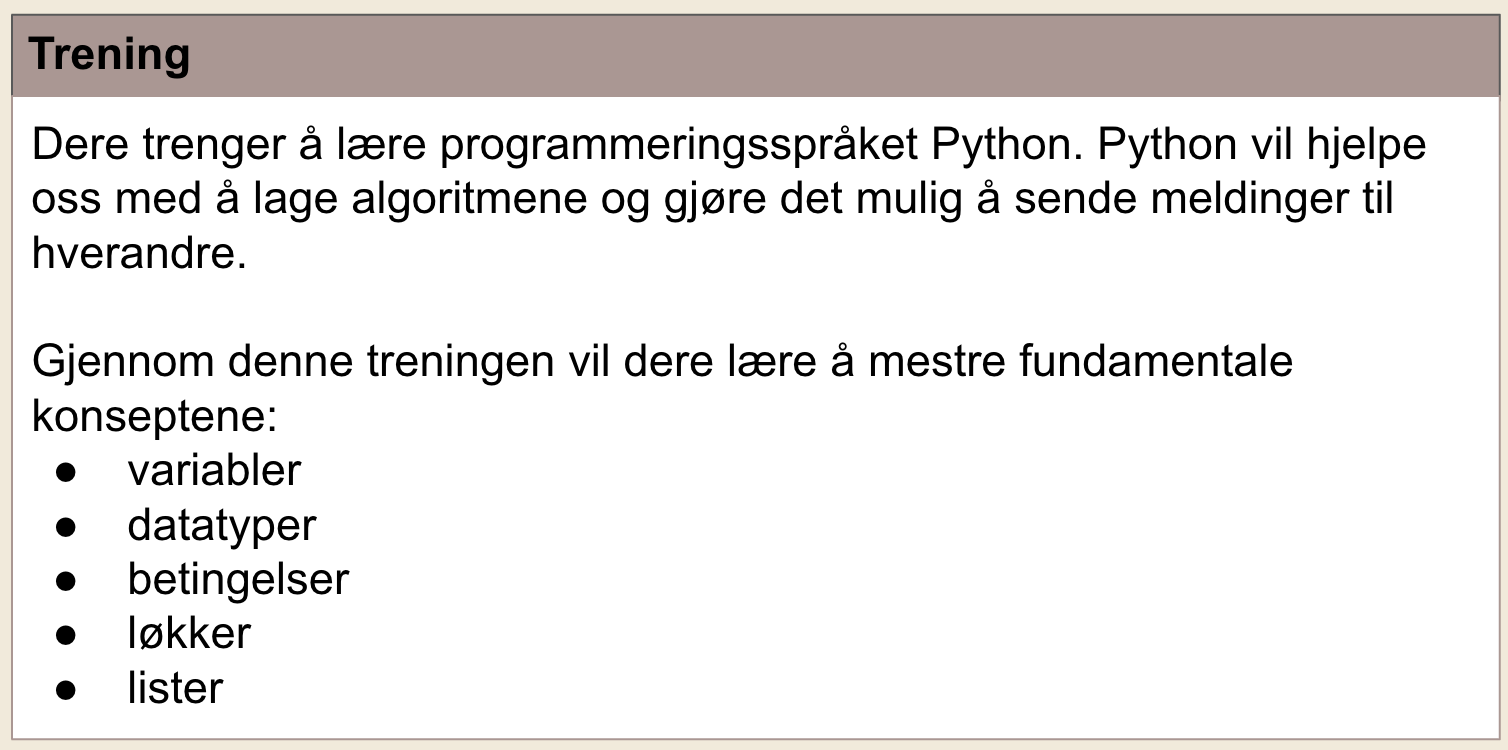 Trening
Dere trenger å lære programmeringsspråket Python. Python vil hjelpe
oss med å lage algoritmene og gjøre det mulig å sende meldinger til
hverandre.
Gjennom denne treningen vil dere lære å mestre fundamentale
konseptene:
● variabler
● datatyper
● betingelser
● løkker
● lister